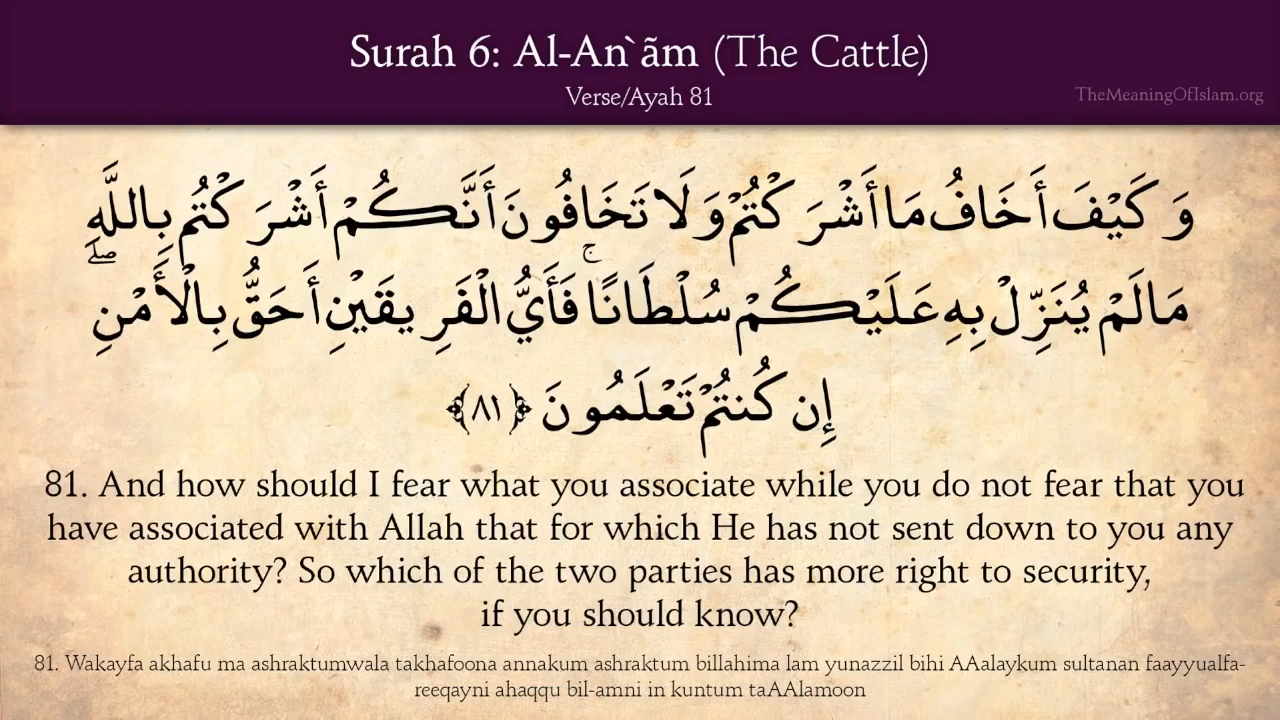 Surah 6: Al-An`ãm (The Cattle)
Verse/Ayah 81
TheMeaningOfIslam.org
وَكَيْفَ أَخَافُ مَا أَشْرَكْتُمْ وَلَا تَخَافُونَ أَنَّكُمْ أَشْرَكْتُم بِاللَّهِ
مَا لَمْ يُنَزِّلْ بِهِ عَلَيْكُمْ سُلْطَانًا ۚ فَأَيُّ الْفَرِيقَيْنِ أَحَقُّ بِالْأَمْنِ ۖ
إِن كُنتُمْ تَعْلَمُونَ ﴿٨١﴾
81. And how should I fear what you associate while you do not fear that you
have associated with Allah that for which He has not sent down to you any
authority? So which of the two parties has more right to security,
if you should know?
81. Wakayfa akhafu ma ashraktumwala takhafoona annakum ashraktum billahima lam yunazzil bihi AAalaykum sultanan faayyualfa-
reeqayni ahaqqu bil-amni in kuntum taAAlamoon